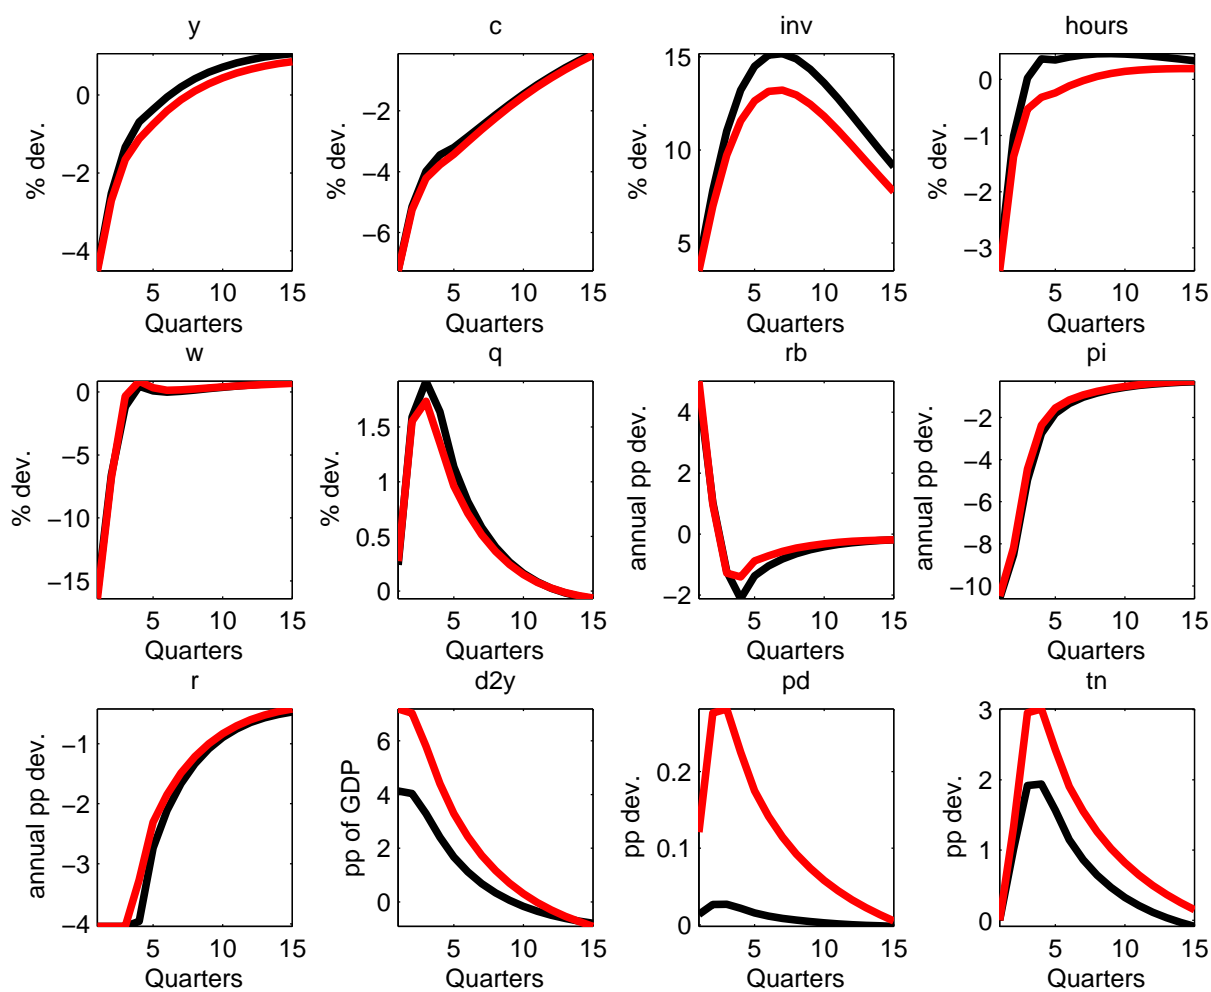 y
% dev.
0
−2
−4
5 10 15
Quarters
c
% dev.
−2
−4
−6
5 10 15
Quarters
inv
% dev.
15
10
5
5 10 15
Quarters
hours
% dev.
0
−1
−2
−3
5 10 15
Quarters
w
% dev.
0
−5
−10
−15
5 10 15
Quarters
q
% dev.
1.5
1
0.5
0
5 10 15
Quarters
rb
annual pp dev.
4
2
0
−2
5 10 15
Quarters
pi
annual pp dev.
−2
−4
−6
−8
−10
5 10 15
Quarters
r
annual pp dev.
−1
−2
−3
−4
5 10 15
Quarters
d2y
pp of GDP
6
4
2
0
5 10 15
Quarters
pd
pp dev.
0.2
0.1
0
5 10 15
Quarters
tn
pp dev.
3
2
1
0
5 10 15
Quarters